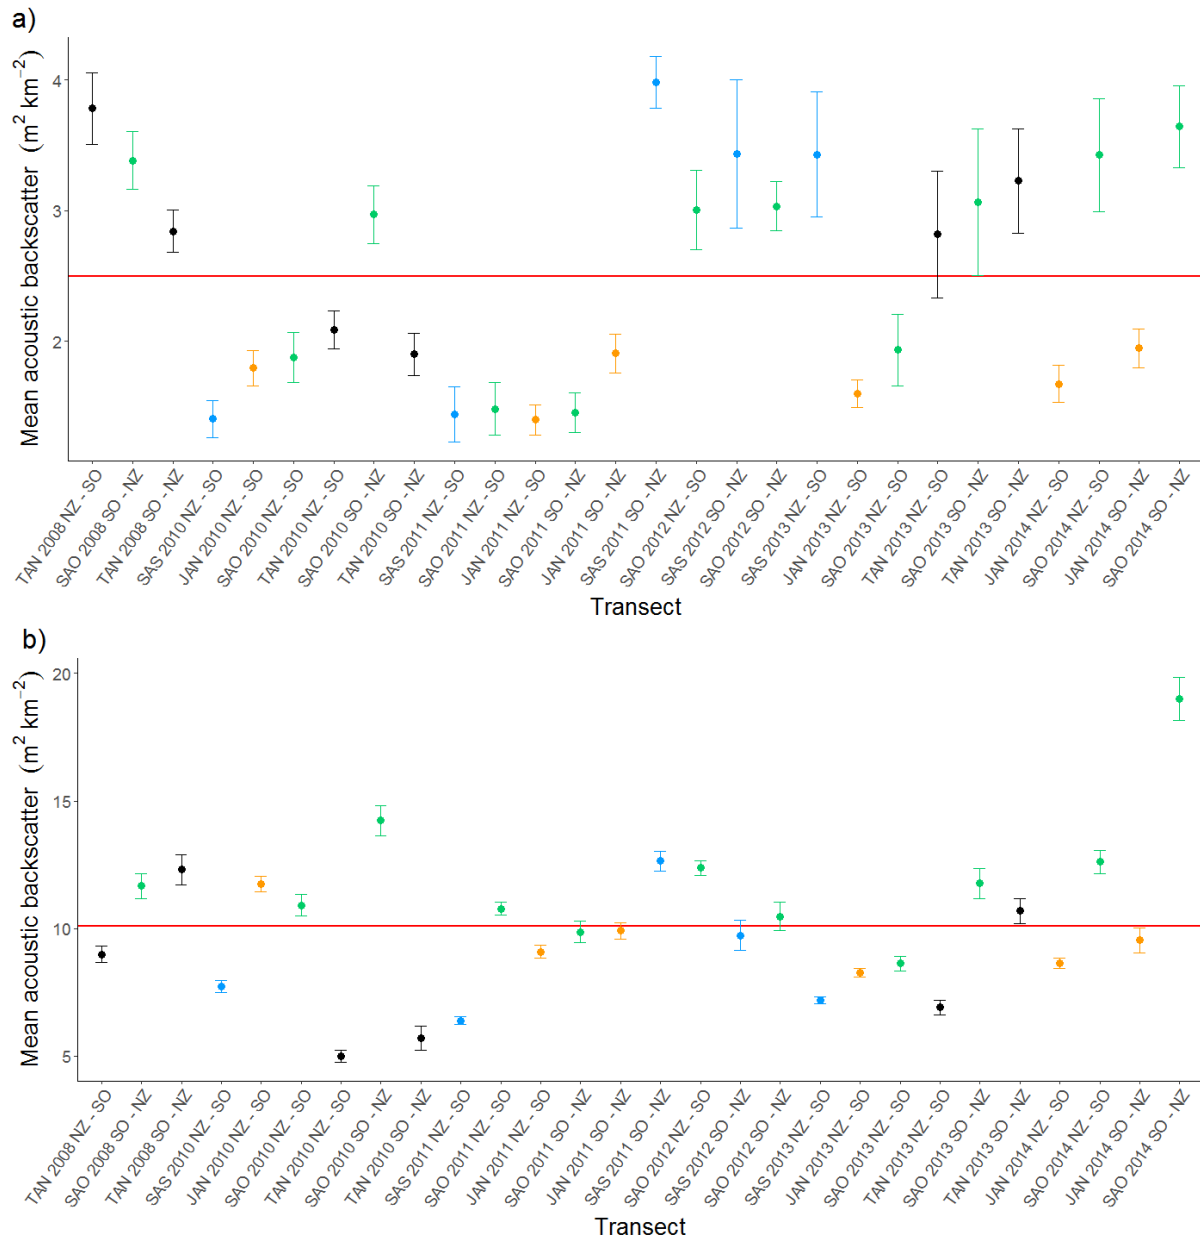 a)
Mean acoustic backscatter (m² km⁻²)
4
3
2
TAN 2008 NZ - SO
SAO 2008 SO - NZ
TAN 2008 SO - NZ
SAS 2010 NZ - SO
JAN 2010 NZ - SO
SAO 2010 NZ - SO
TAN 2010 NZ - SO
SAO 2010 SO - NZ
TAN 2010 SO - NZ
SAS 2011 NZ - SO
SAO 2011 NZ - SO
JAN 2011 NZ - SO
SAO 2011 SO - NZ
JAN 2011 SO - NZ
SAS 2011 SO - NZ
SAO 2012 NZ - SO
SAS 2012 SO - NZ
SAO 2012 SO - NZ
SAS 2013 NZ - SO
JAN 2013 NZ - SO
SAO 2013 NZ - SO
TAN 2013 NZ - SO
SAO 2013 SO - NZ
TAN 2013 SO - NZ
JAN 2014 NZ - SO
SAO 2014 NZ - SO
JAN 2014 SO - NZ
SAO 2014 SO - NZ
Transect
b)
Mean acoustic backscatter (m² km⁻²)
20
15
10
5
TAN 2008 NZ - SO
SAO 2008 SO - NZ
TAN 2008 SO - NZ
SAS 2010 NZ - SO
JAN 2010 NZ - SO
SAO 2010 NZ - SO
TAN 2010 NZ - SO
SAO 2010 SO - NZ
TAN 2010 SO - NZ
SAS 2011 NZ - SO
SAO 2011 NZ - SO
JAN 2011 NZ - SO
SAO 2011 SO - NZ
JAN 2011 SO - NZ
SAS 2011 SO - NZ
SAO 2012 NZ - SO
SAS 2012 SO - NZ
SAO 2012 SO - NZ
SAS 2013 NZ - SO
JAN 2013 NZ - SO
SAO 2013 NZ - SO
TAN 2013 NZ - SO
SAO 2013 SO - NZ
TAN 2013 SO - NZ
JAN 2014 NZ - SO
SAO 2014 NZ - SO
JAN 2014 SO - NZ
SAO 2014 SO - NZ
Transect